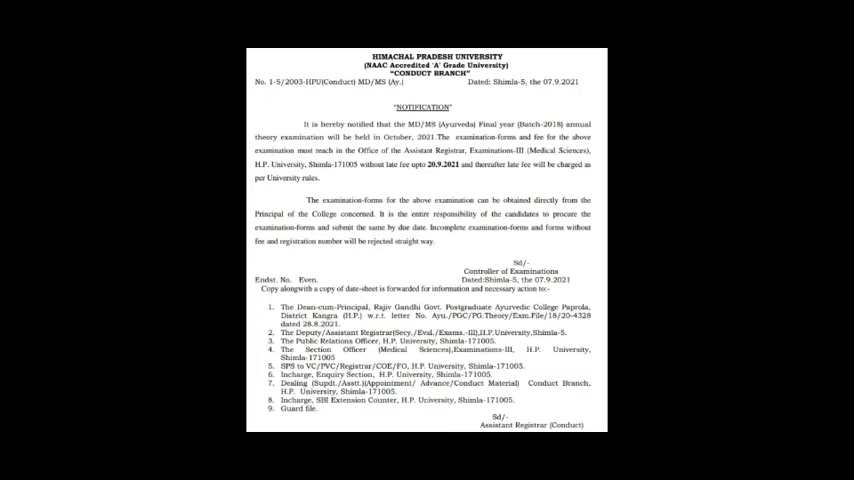 HIMACHAL PRADESH UNIVERSITY
(NAAC Accredited 'A' Grade University)
"CONDUCT BRANCH"
No. 1-5/2003-HPU(Conduct) MD/MS (Ay.) Dated: Shimla-5, the 07.9.2021
"NOTIFICATION"
It is hereby notified that the MD/MS (Ayurveda) Final year (Batch-2018) annual
theory examination will be held in October, 2021.The examination-forms and fee for the above
examination must reach in the Office of the Assistant Registrar, Examinations-III (Medical Sciences),
H.P. University, Shimla-171005 without late fee upto 20.9.2021 and thereafter late fee will be charged as
per University rules.
The examination-forms for the above examination can be obtained directly from the
Principal of the College concerned. It is the entire responsibility of the candidates to procure the
examination-forms and submit the same by due date. Incomplete examination-forms and forms without
fee and registration number will be rejected straight way.
Sd/-
Controller of Examinations
Endst. No. Even. Dated:Shimla-5, the 07.9.2021
Copy alongwith a copy of date-sheet is forwarded for information and necessary action to:-
1. The Dean-cum-Principal, Rajiv Gandhi Govt. Postgraduate Ayurvedic College Paprola,
District Kangra (H.P.) w.r.t. letter No. Ayu./PGC/PG.Theory/Exm.File/18/20-4328
dated 28.8.2021.
2. The Deputy/Assistant Registrar(Secy./Eval./Exams.-III),H.P.University,Shimla-5.
3. The Public Relations Officer, H.P. University, Shimla-171005.
4. The Section Officer (Medical Sciences),Examinations-III, H.P. University,
Shimla-171005
5. SPS to VC/PVC/Registrar/COE/FO, H.P. University, Shimla-171005.
6. Incharge, Enquiry Section, H.P. University, Shimla-171005.
7. Dealing (Supdt./Asstt.)(Appointment/ Advance/Conduct Material) Conduct Branch,
H.P. University, Shimla-171005.
8. Incharge, SBI Extension Counter, H.P. University, Shimla-171005.
9. Guard file.
Sd/-
Assistant Registrar (Conduct)